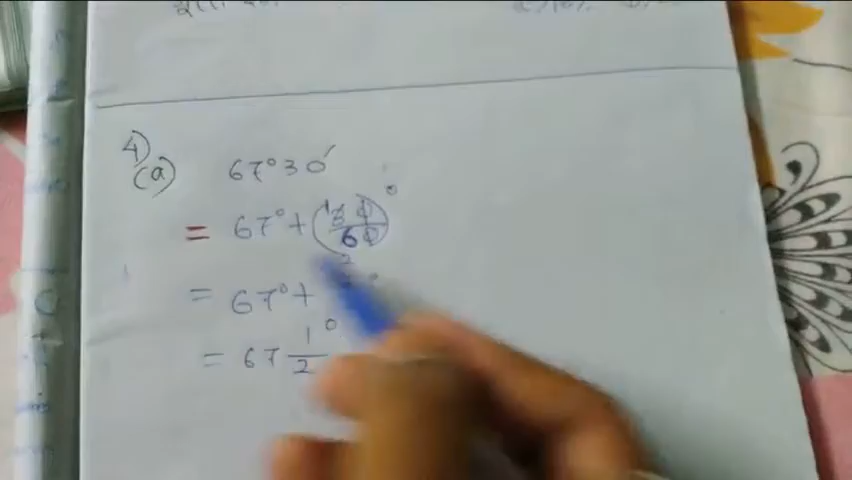 4)
(a) 67°30′
= 67° + (30/60)°
= 67° +
= 67 1/2°